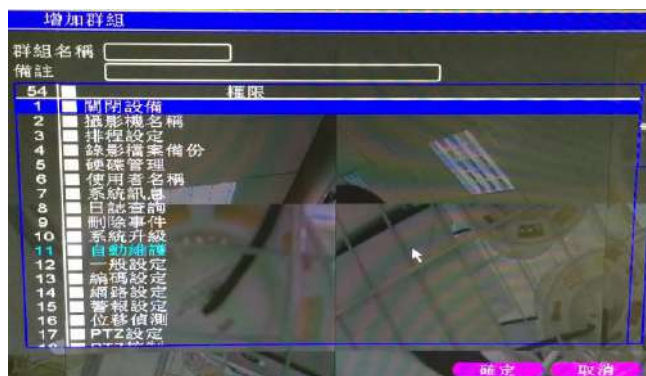 增加群組
群組名稱
備註
54 權限
1 關閉設備
2 攝影機名稱
3 排程設定
4 錄影檔案備份
5 硬碟管理
6 使用者名稱
7 系統訊息
8 日誌查詢
9 刪除事件
10 系統升級
11 自動維護
12 一般設定
13 編碼設定
14 網路設定
15 警報設定
16 位移偵測
17 PTZ設定
確定 取消